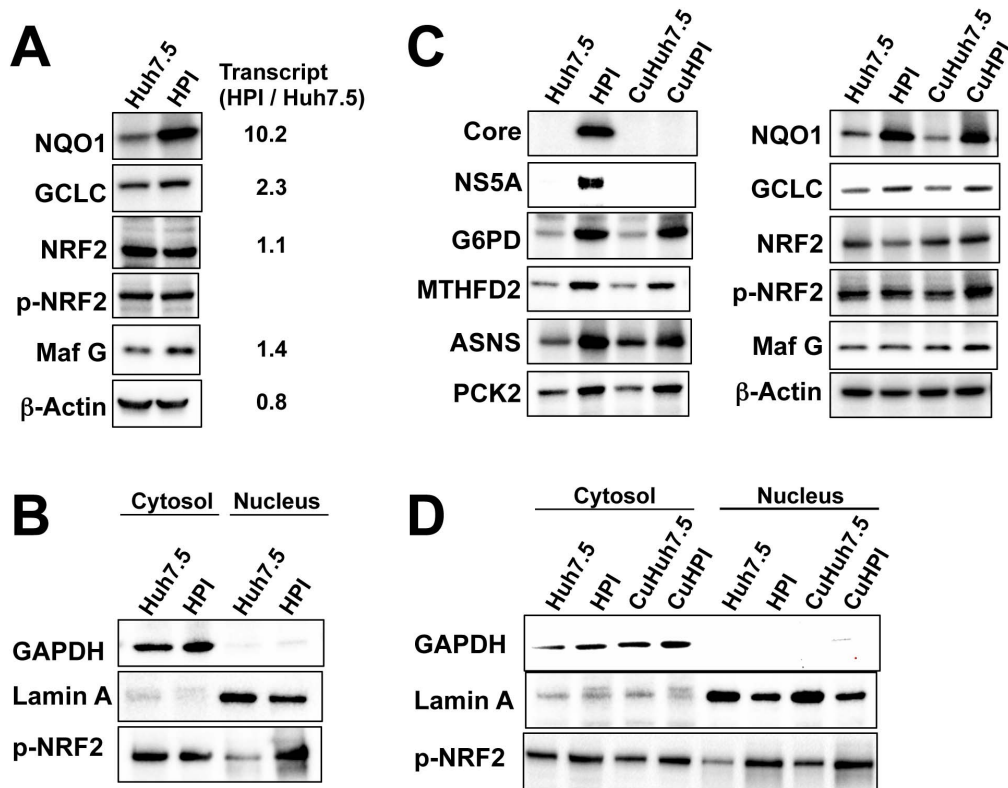 A
Huh7.5
HPI
Transcript
(HPI / Huh7.5)
NQO1
10.2
GCLC
2.3
NRF2
1.1
p-NRF2
Maf G
1.4
β-Actin
0.8
C
Huh7.5
HPI
CuHuh7.5
CuHPI
Core
NS5A
G6PD
MTHFD2
ASNS
PCK2
Huh7.5
HPI
CuHuh7.5
CuHPI
NQO1
GCLC
NRF2
p-NRF2
Maf G
β-Actin
B
Cytosol
Nucleus
Huh7.5
HPI
Huh7.5
HPI
GAPDH
Lamin A
p-NRF2
D
Cytosol
Nucleus
Huh7.5
HPI
CuHuh7.5
CuHPI
Huh7.5
HPI
CuHuh7.5
CuHPI
GAPDH
Lamin A
p-NRF2